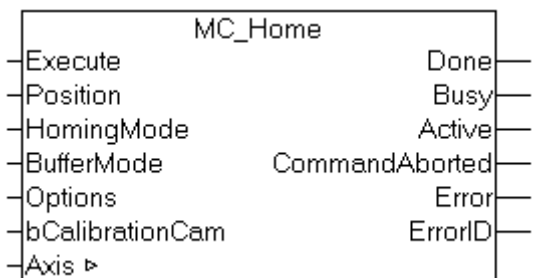 MC_Home
Execute Done
Position Busy
HomingMode Active
BufferMode CommandAborted
Options Error
bCalibrationCam ErrorID
Axis ▹